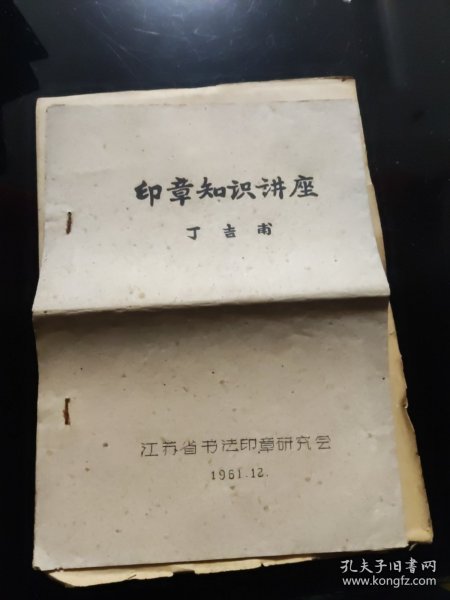 印章知识讲座
丁吉甫
江苏省书法印章研究会
1961.12.
孔夫子旧书网
www.kongfz.com